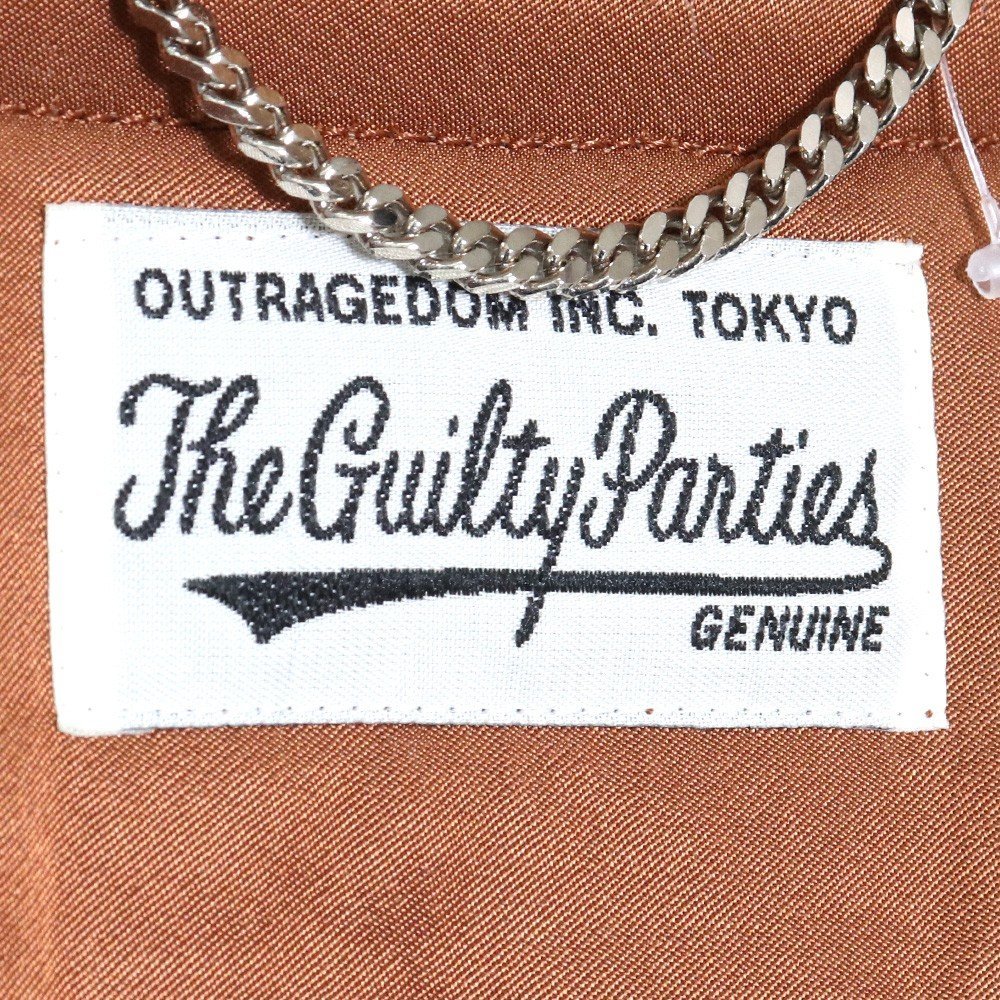 OUTRAGEDOM INC. TOKYO
The Guilty Parties
GENUINE